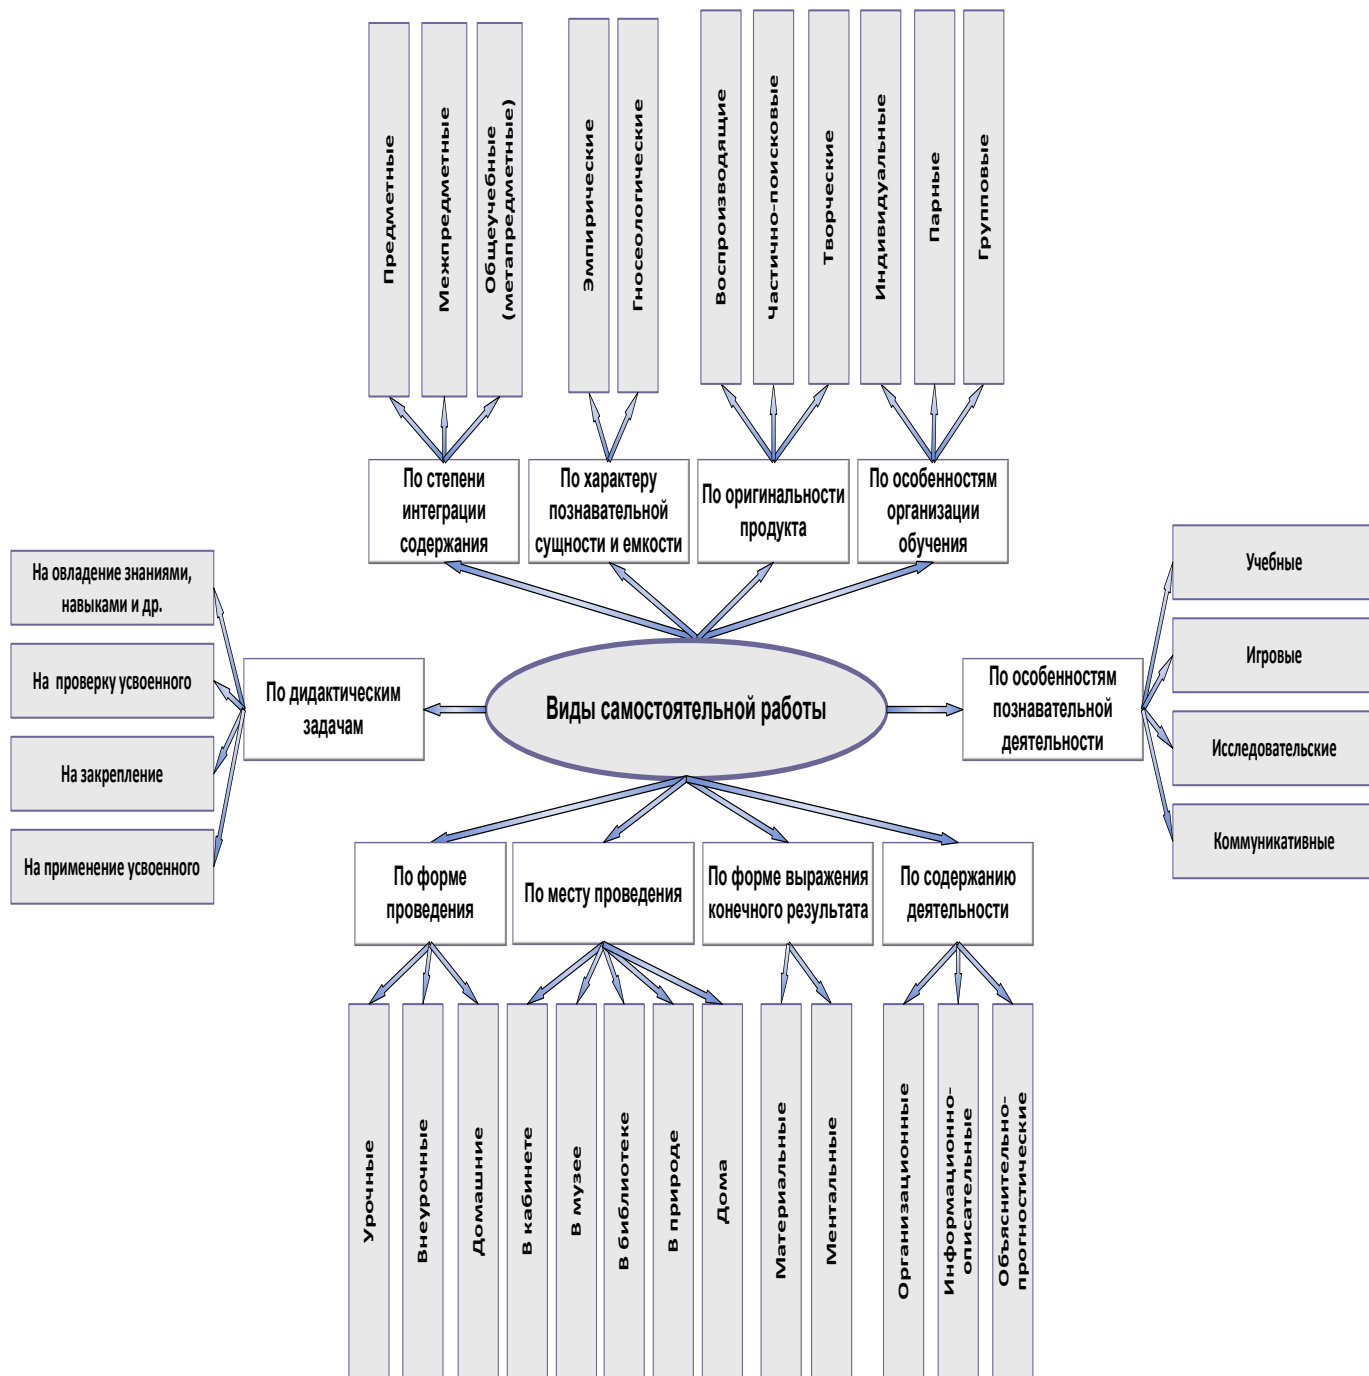 Предметные
Межпредметные
Общеучебные
(метапредметные)
Эмпирические
Гносеологические
Воспроизводящие
Частично-поисковые
Творческие
Индивидуальные
Парные
Групповые
По степени
интеграции
содержания
По характеру
познавательной
сущности и емкости
По оригинальности
продукта
По особенностям
организации
обучения
На овладение знаниями,
навыками и др.
На проверку усвоенного
На закрепление
На применение усвоенного
По дидактическим
задачам
Виды самостоятельной работы
По особенностям
познавательной
деятельности
Учебные
Игровые
Исследовательские
Коммуникативные
По форме
проведения
По месту проведения
По форме выражения
конечного результата
По содержанию
деятельности
Урочные
Внеурочные
Домашние
В кабинете
В музее
В библиотеке
В природе
Дома
Материальные
Ментальные
Организационные
Информационно-
описательные
Объяснительно-
прогностические